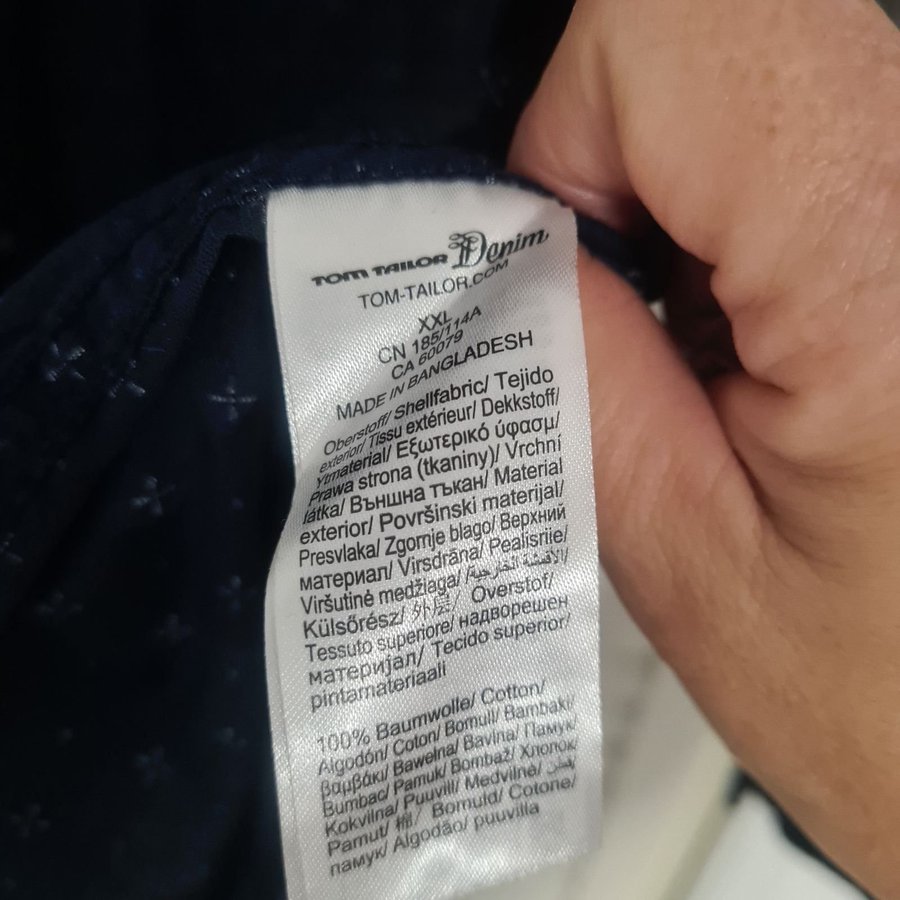 TOM TAILOR Denim
TOM-TAILOR.COM
XXL
CN 185/114A
CA 60079
MADE IN BANGLADESH
Oberstoff/ Shellfabric/ Tejido
exterior/ Tissu extérieur/ Dekkstoff/
Ytmaterial/ Εξωτερικό ύφασμ/
Prawa strona (tkaniny)/ Vrchní
látka/ Външна тъкан/ Material
exterior/ Površinski materijal/
Presvlaka/ Zgornje blago/ Верхний
материал/ Virsdrāna/ Pealisriie/
Viršutinė medžiaga/ الأقمشة الخارجية/
Külsőrész/ Overstof/
Tessuto superiore/ надворешен
материјал/ Tecido superior/
pintamateriaali
100% Baumwolle/ Cotton/
Algodón/ Coton/ Bomull/ Bambaki/
βαμβάκι/ Bawełna/ Bavlna/ Памук/
Bumbac/ Pamuk/ Bombaž/ Хлопок/
Kokvilna/ Puuvill/ Medvilnė/ قطن/
Pamut/ 棉/ Bomuld/ Cotone/
памук/ Algodão/ puuvilla